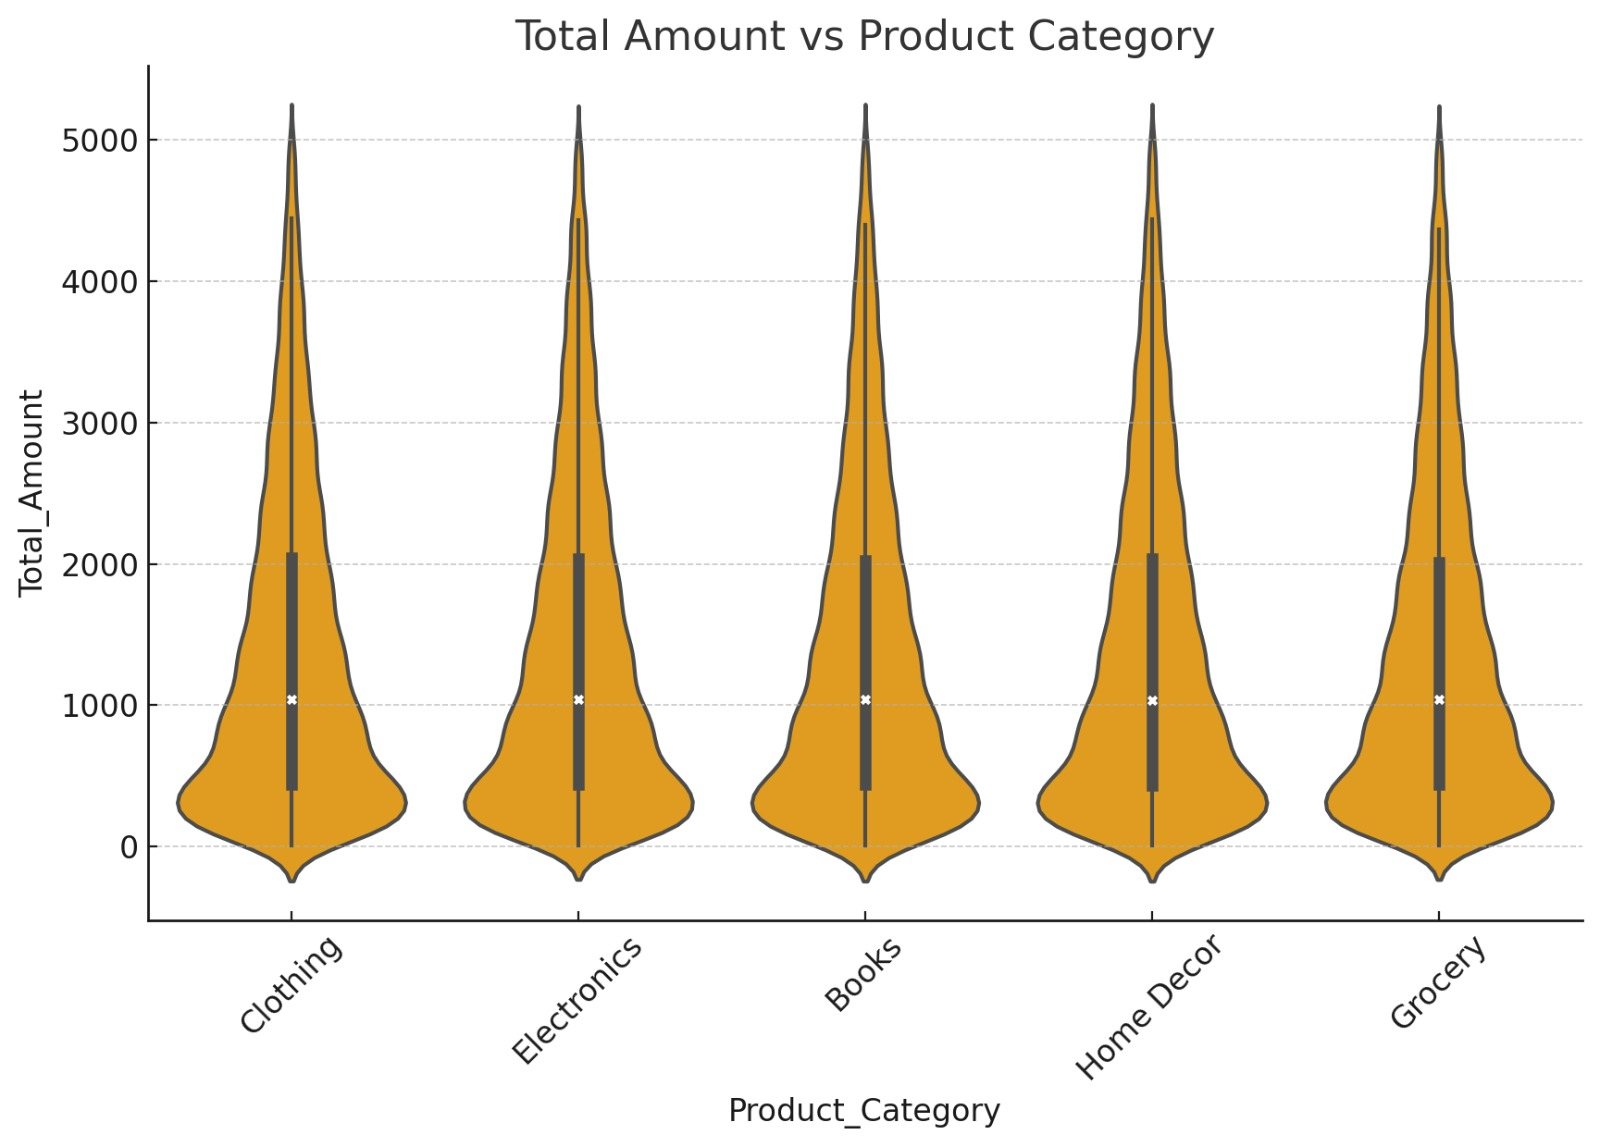 Total Amount vs Product Category
Total_Amount
5000
4000
3000
2000
1000
0
Clothing
Electronics
Books
Home Decor
Grocery
Product_Category